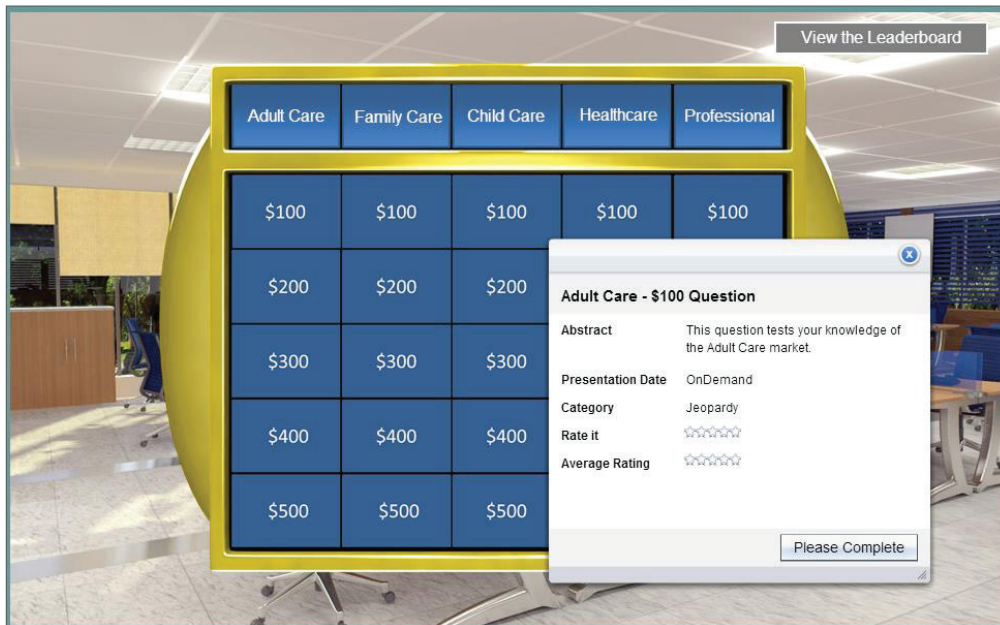 View the Leaderboard
Adult Care Family Care Child Care Healthcare Professional
$100 $100 $100 $100 $100
$200 $200 $200
$300 $300 $300
$400 $400 $400
$500 $500 $500
Adult Care - $100 Question
Abstract This question tests your knowledge of
the Adult Care market.
Presentation Date OnDemand
Category Jeopardy
Rate it
Average Rating
Please Complete